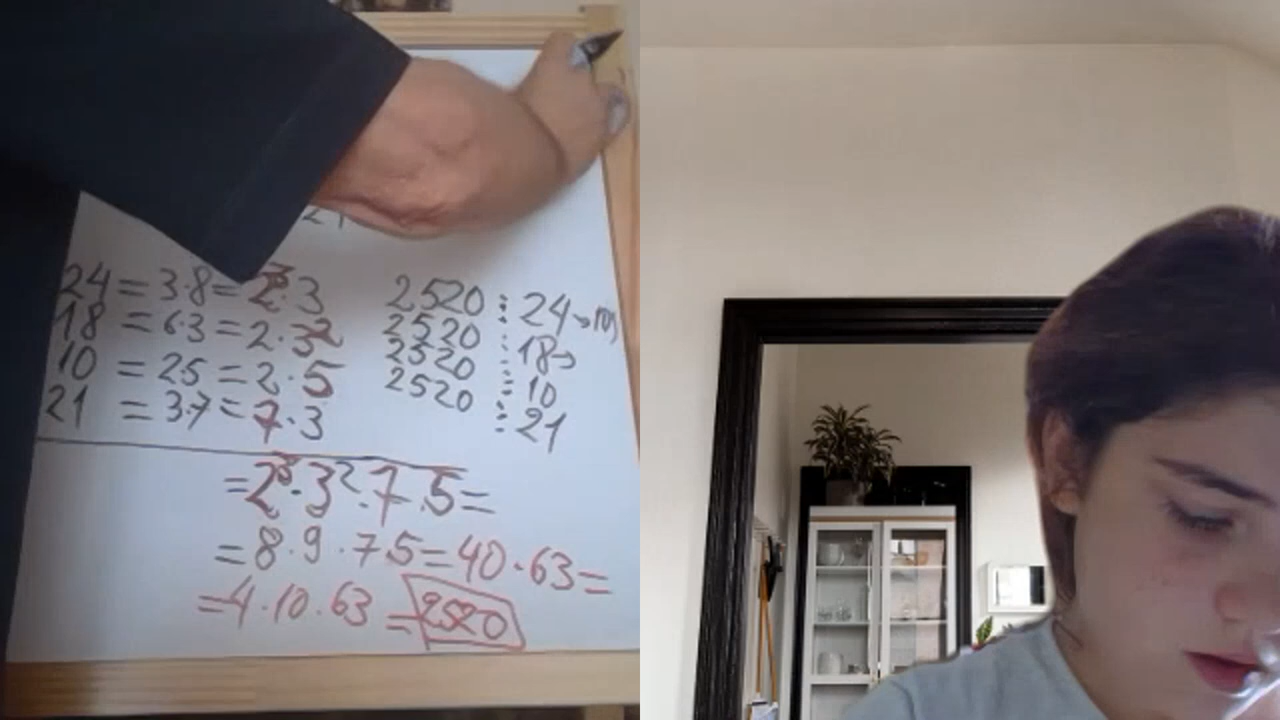 21
24 = 3·8 = 2³·3
18 = 6·3 = 2·3²
10 = 2·5 = 2·5
21 = 3·7 = 7·3
2520 : 24 → 105
2520 : 18 →
2520 : 10
2520 : 21
= 2³·3²·7·5 =
= 8·9·7·5 = 40·63 =
= 4·10·63 = 2520